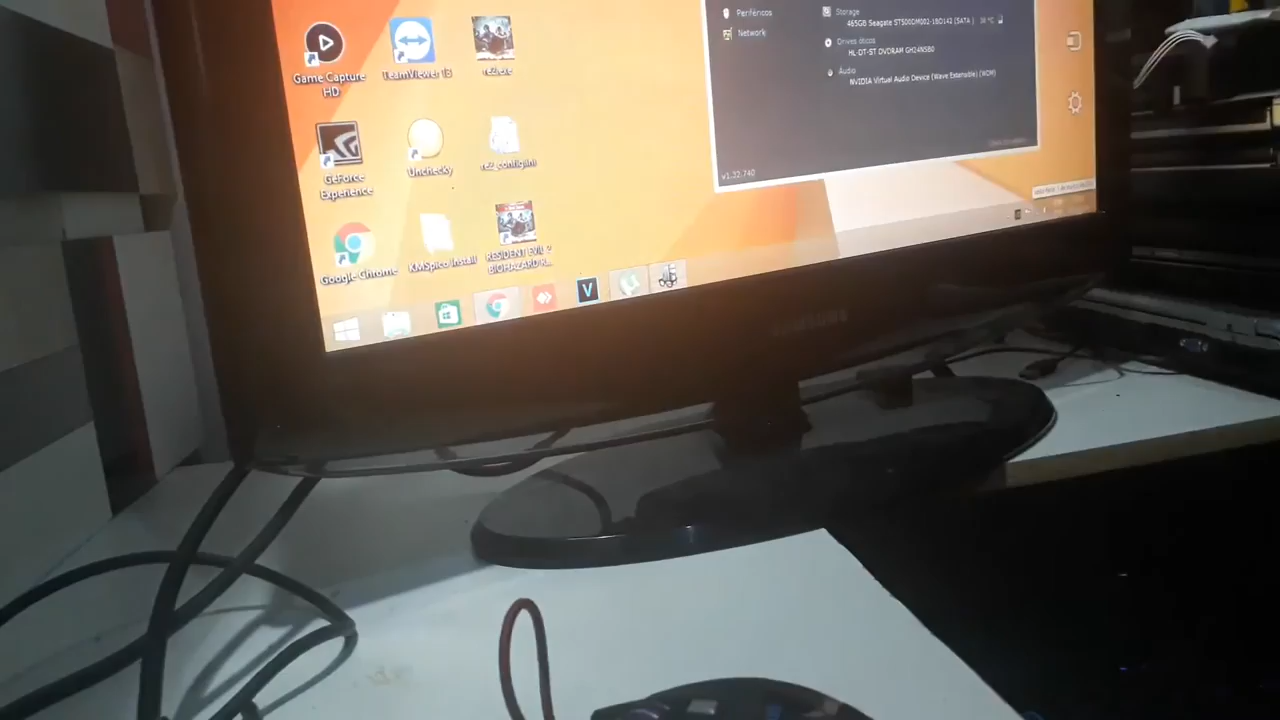 Game Capture
HD
TeamViewer 13
re2.exe
GeForce
Experience
Unchecky
re2_config.ini
Google Chrome
KMSpico Install
RESIDENT EVIL 2
BIOHAZARD R...
Periféricos
Network
Storage
465GB Seagate ST500DM002-1BD142 (SATA )
Drives óticos
HL-DT-ST DVDRAM GH24NSB0
Áudio
NVIDIA Virtual Audio Device (Wave Extensible) (WDM)
v1.32.740
V
SAMSUNG